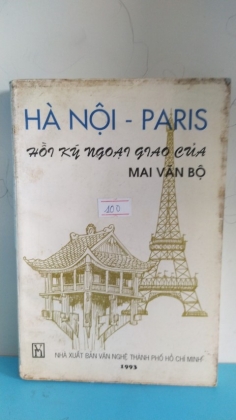 HÀ NỘI - PARIS
HỒI KÝ NGOẠI GIAO CỦA
MAI VĂN BỘ
100
NHÀ XUẤT BẢN VĂN NGHỆ THÀNH PHỐ HỒ CHÍ MINH
1993